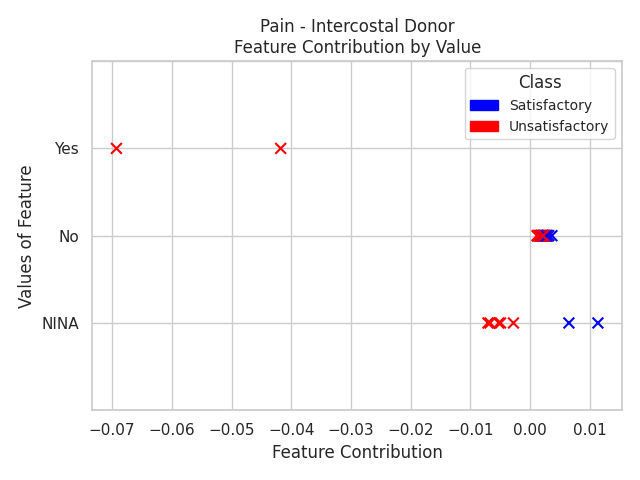 Pain - Intercostal Donor
Feature Contribution by Value
Class
Satisfactory
Unsatisfactory
Values of Feature
Yes
No
NINA
−0.07 −0.06 −0.05 −0.04 −0.03 −0.02 −0.01 0.00 0.01
Feature Contribution